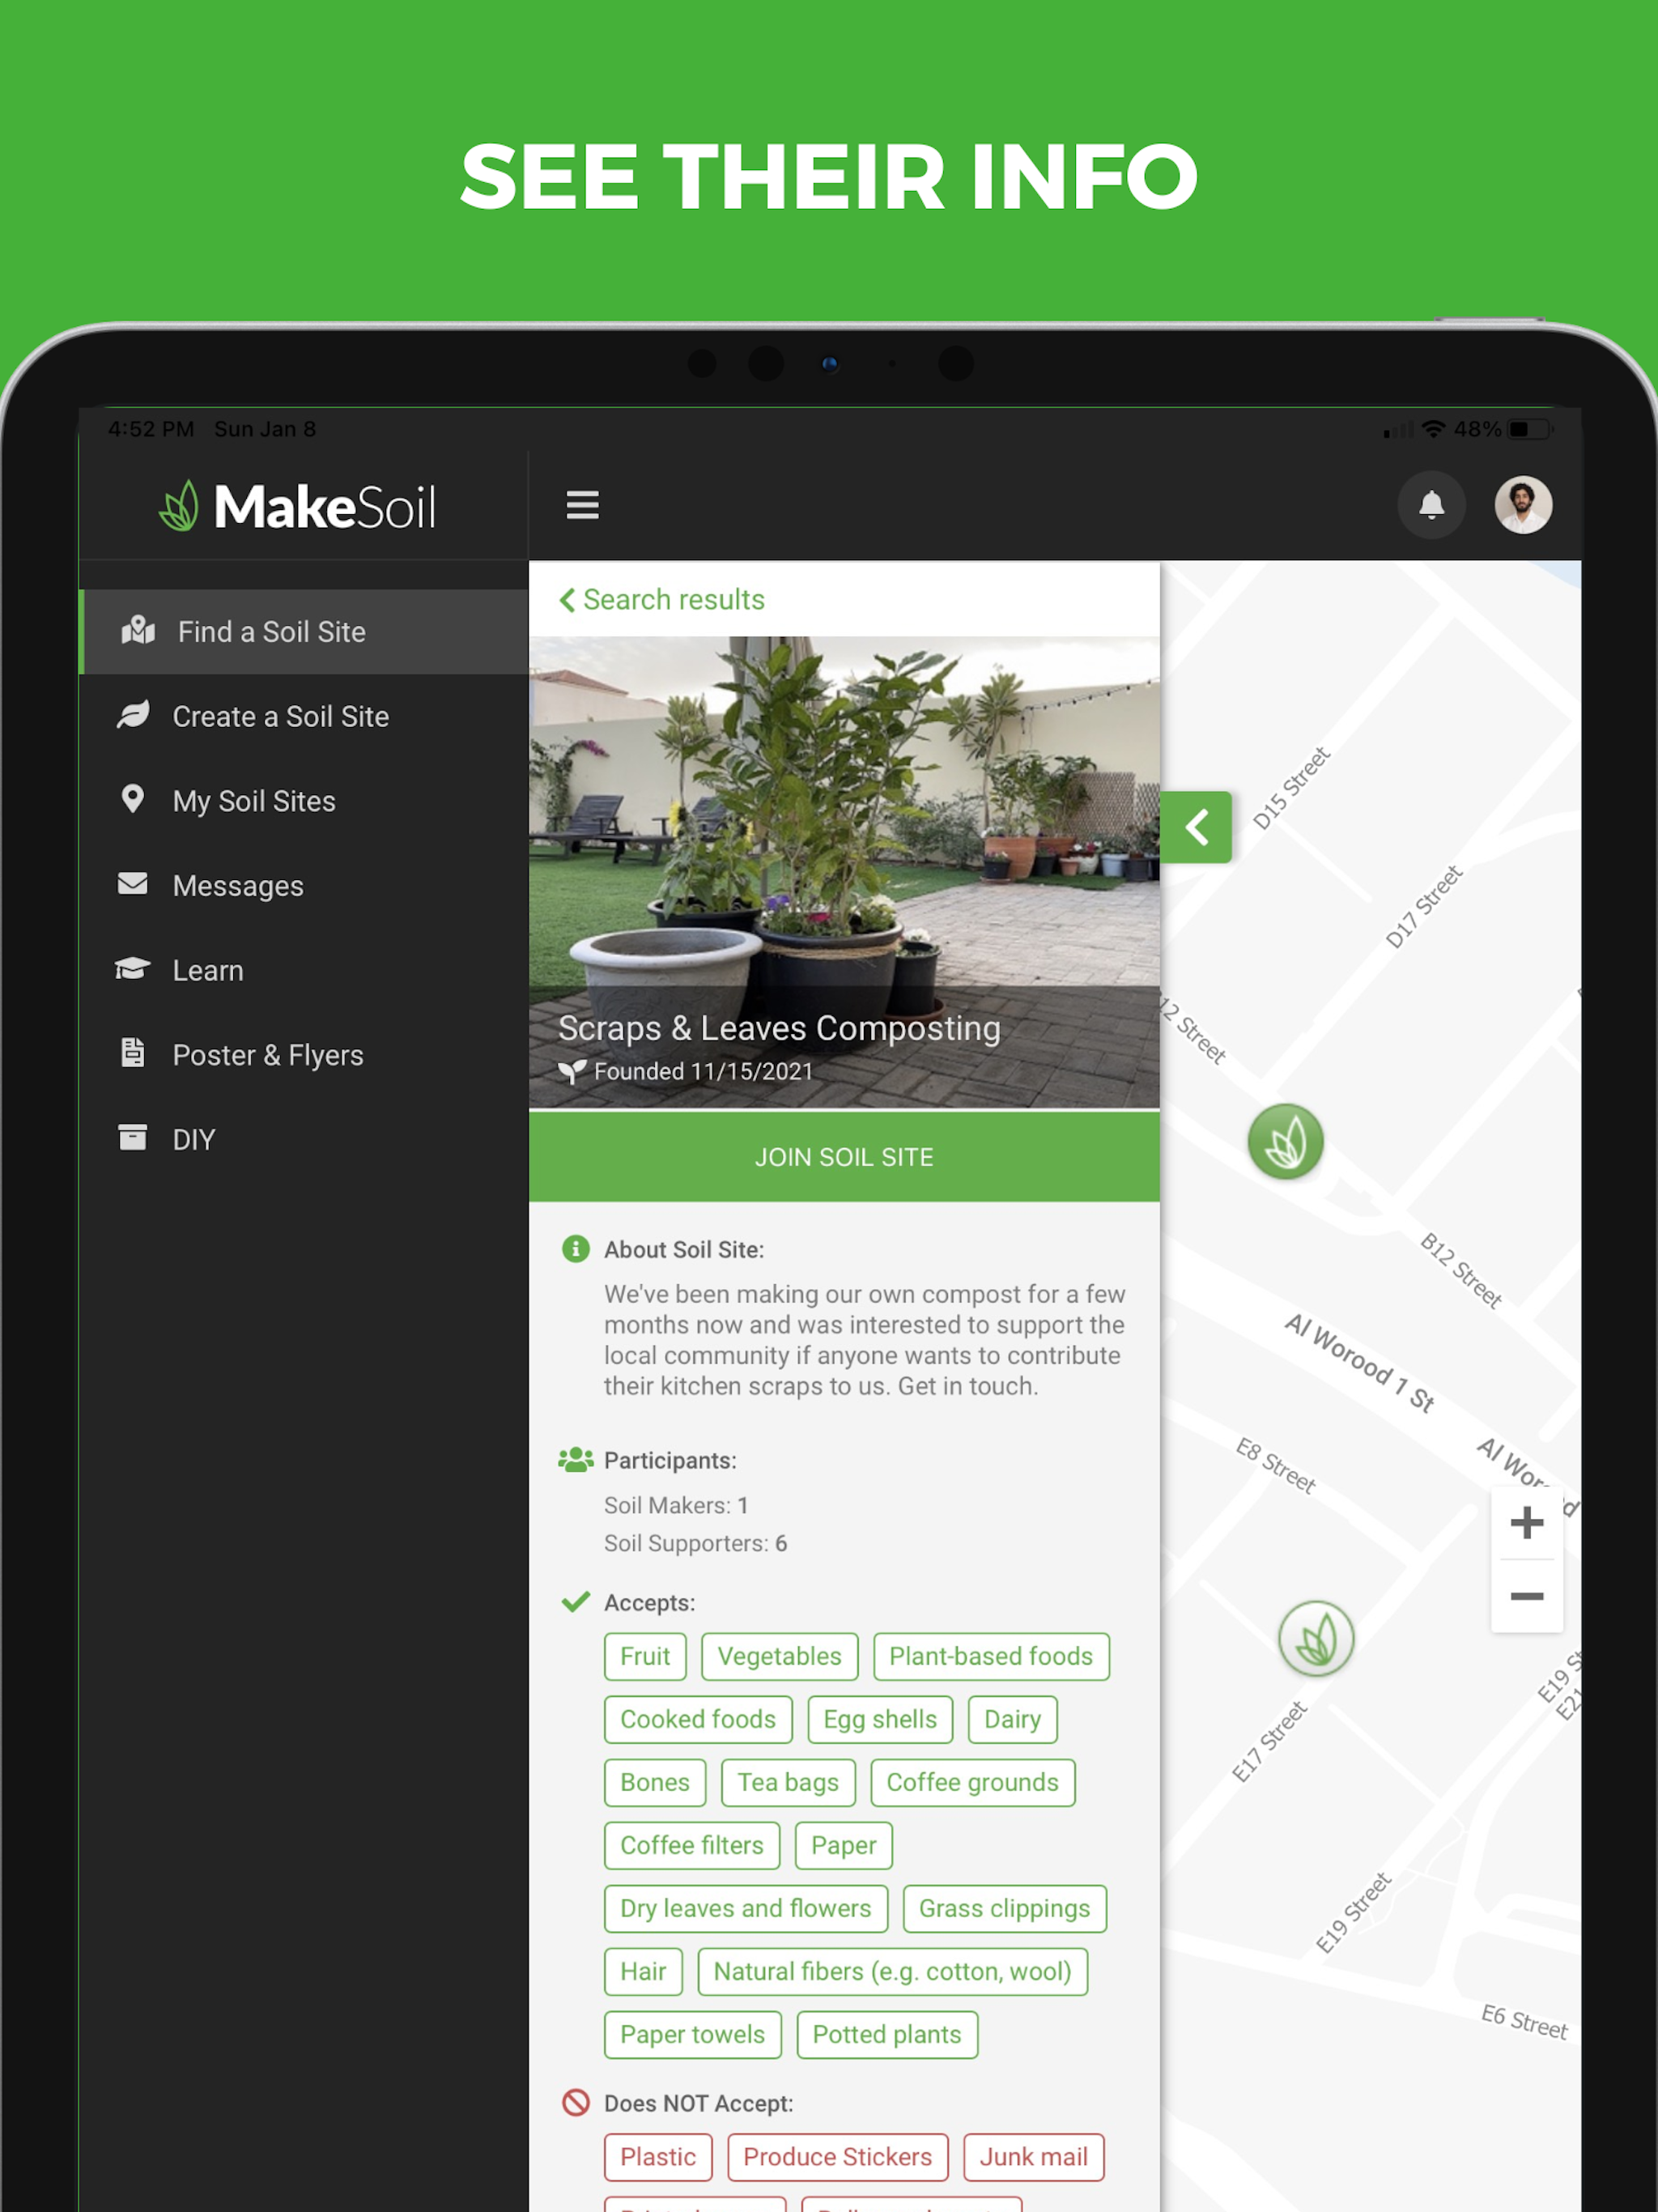 SEE THEIR INFO
4:52 PM Sun Jan 8
48%
MakeSoil
Find a Soil Site
Create a Soil Site
My Soil Sites
Messages
Learn
Poster & Flyers
DIY
Search results
Scraps & Leaves Composting
Founded 11/15/2021
JOIN SOIL SITE
About Soil Site:
We've been making our own compost for a few
months now and was interested to support the
local community if anyone wants to contribute
their kitchen scraps to us. Get in touch.
Participants:
Soil Makers: 1
Soil Supporters: 6
Accepts:
Fruit Vegetables Plant-based foods
Cooked foods Egg shells Dairy
Bones Tea bags Coffee grounds
Coffee filters Paper
Dry leaves and flowers Grass clippings
Hair Natural fibers (e.g. cotton, wool)
Paper towels Potted plants
Does NOT Accept:
Plastic Produce Stickers Junk mail
D15 Street
D17 Street
12 Street
B12 Street
Al Worood 1 St
Al
E8 Street
E17 Street
E19 St
E21
E19 Street
E6 Street